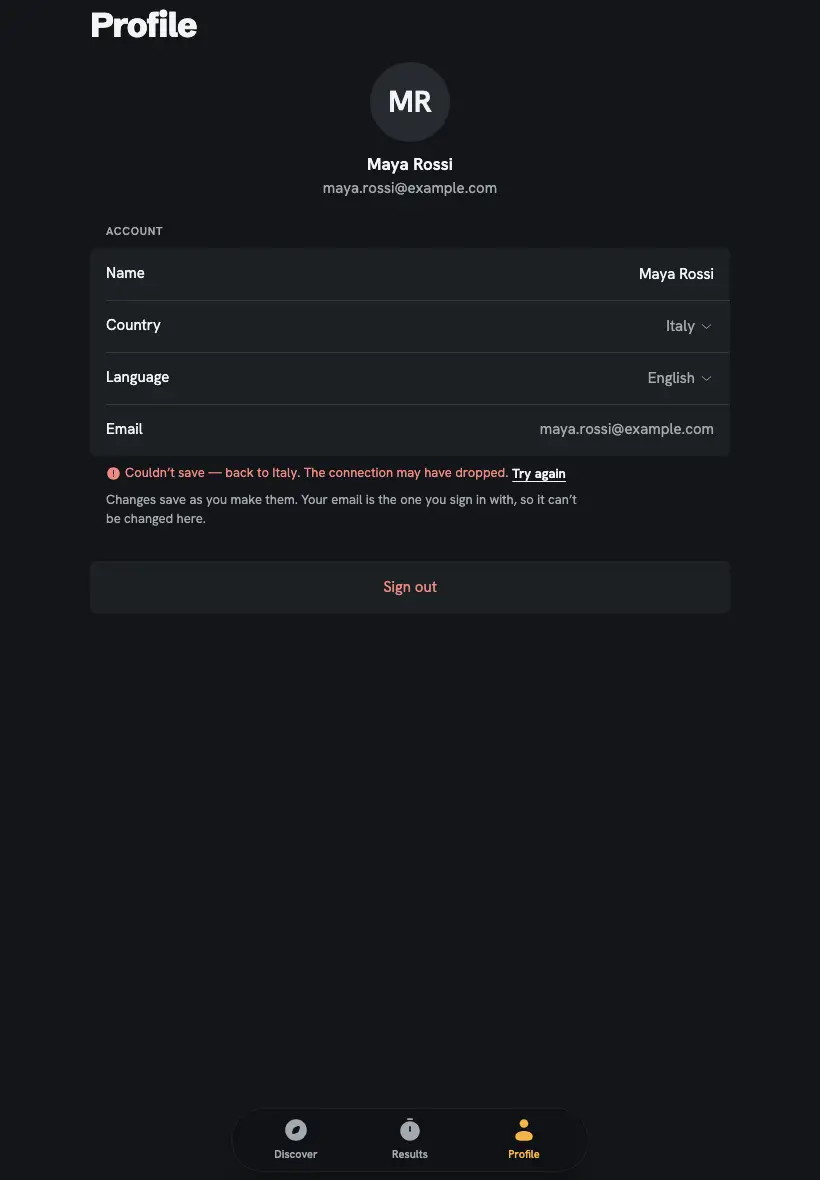 Profile
MR
Maya Rossi
maya.rossi@example.com
ACCOUNT
Name Maya Rossi
Country Italy
Language English
Email maya.rossi@example.com
Couldn’t save — back to Italy. The connection may have dropped. Try again
Changes save as you make them. Your email is the one you sign in with, so it can’t
be changed here.
Sign out
Discover Results Profile